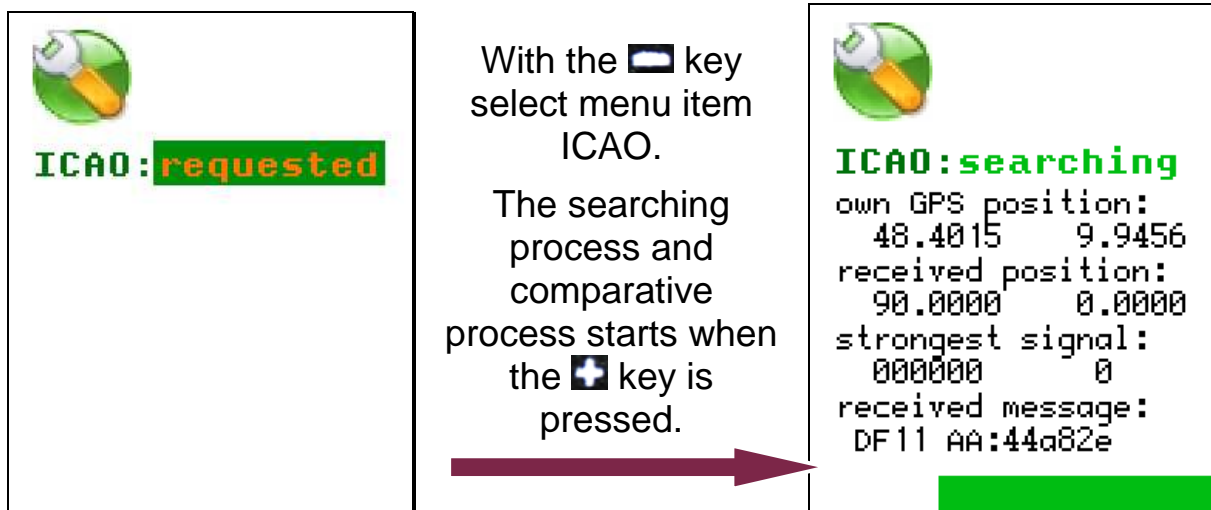 ICAO:requested
With the key
select menu item
ICAO.
The searching
process and
comparative
process starts when
the key is
pressed.
ICAO:searching
own GPS position:
48.4015 9.9456
received position:
90.0000 0.0000
strongest signal:
000000 0
received message:
DF11 AA:44a82e